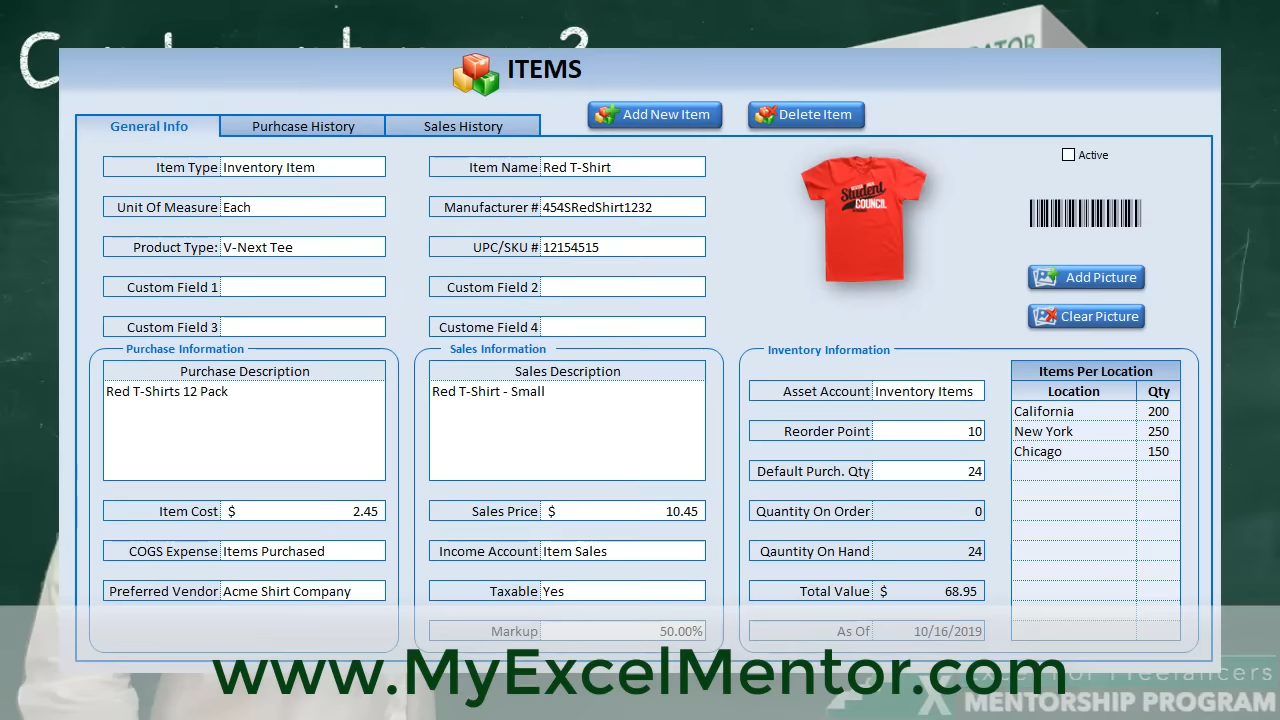 ?
ITEMS
Add New Item
Delete Item
General Info
Purhcase History
Sales History
Active
Item Type Inventory Item
Item Name Red T-Shirt
Student
COUNCIL
Unit Of Measure Each
Manufacturer # 454SRedShirt1232
Product Type: V-Next Tee
UPC/SKU # 12154515
Add Picture
Custom Field 1
Custom Field 2
Clear Picture
Custom Field 3
Custome Field 4
Purchase Information
Sales Information
Inventory Information
Purchase Description
Sales Description
Items Per Location
Red T-Shirts 12 Pack
Red T-Shirt - Small
Asset Account Inventory Items
Location Qty
California 200
Reorder Point 10
New York 250
Chicago 150
Default Purch. Qty 24
Item Cost $ 2.45
Sales Price $ 10.45
Quantity On Order 0
COGS Expense Items Purchased
Income Account Item Sales
Qauntity On Hand 24
Preferred Vendor Acme Shirt Company
Taxable Yes
Total Value $ 68.95
Markup 50.00%
As Of 10/16/2019
www.MyExcelMentor.com
Excel For Freelancers
MENTORSHIP PROGRAM